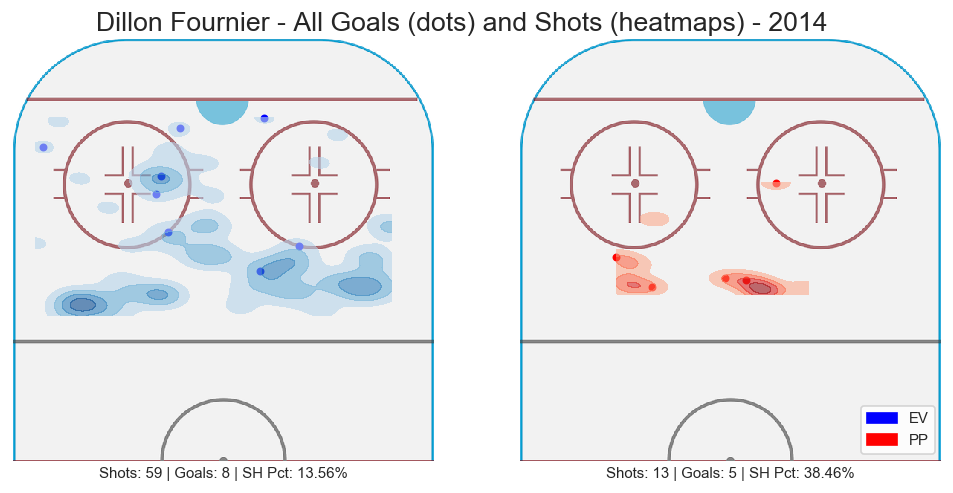 Dillon Fournier - All Goals (dots) and Shots (heatmaps) - 2014
EV
PP
Shots: 59 | Goals: 8 | SH Pct: 13.56%
Shots: 13 | Goals: 5 | SH Pct: 38.46%